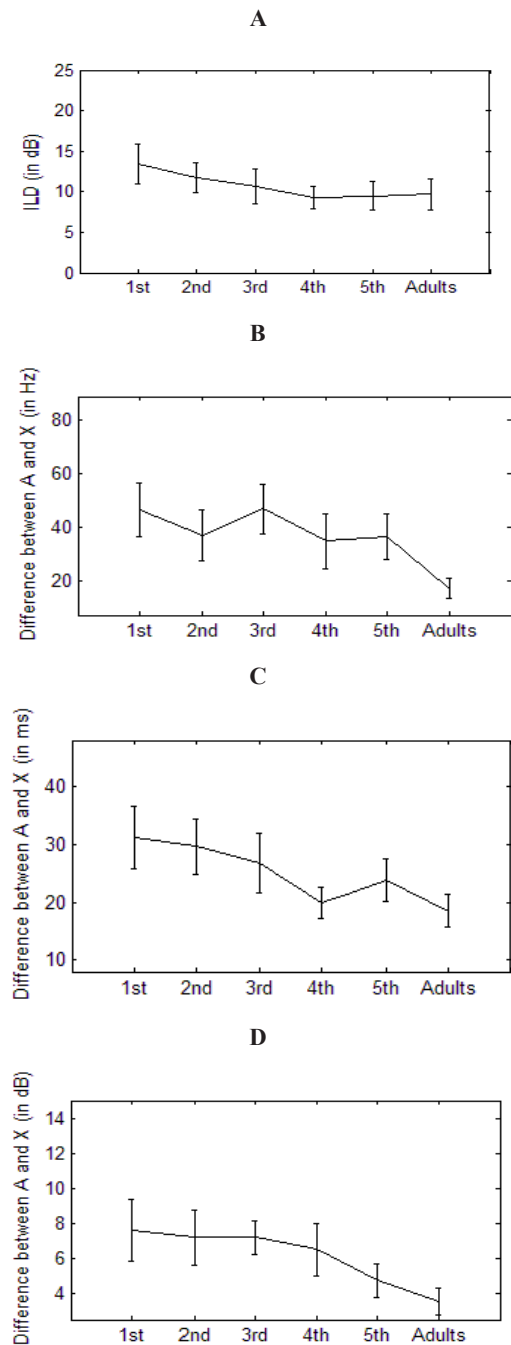 A
25
20
15
10
5
0
ILD (in dB)
1st 2nd 3rd 4th 5th Adults
B
80
60
40
20
Difference between A and X (in Hz)
1st 2nd 3rd 4th 5th Adults
C
40
30
20
10
Difference between A and X (in ms)
1st 2nd 3rd 4th 5th Adults
D
14
12
10
8
6
4
Difference between A and X (in dB)
1st 2nd 3rd 4th 5th Adults